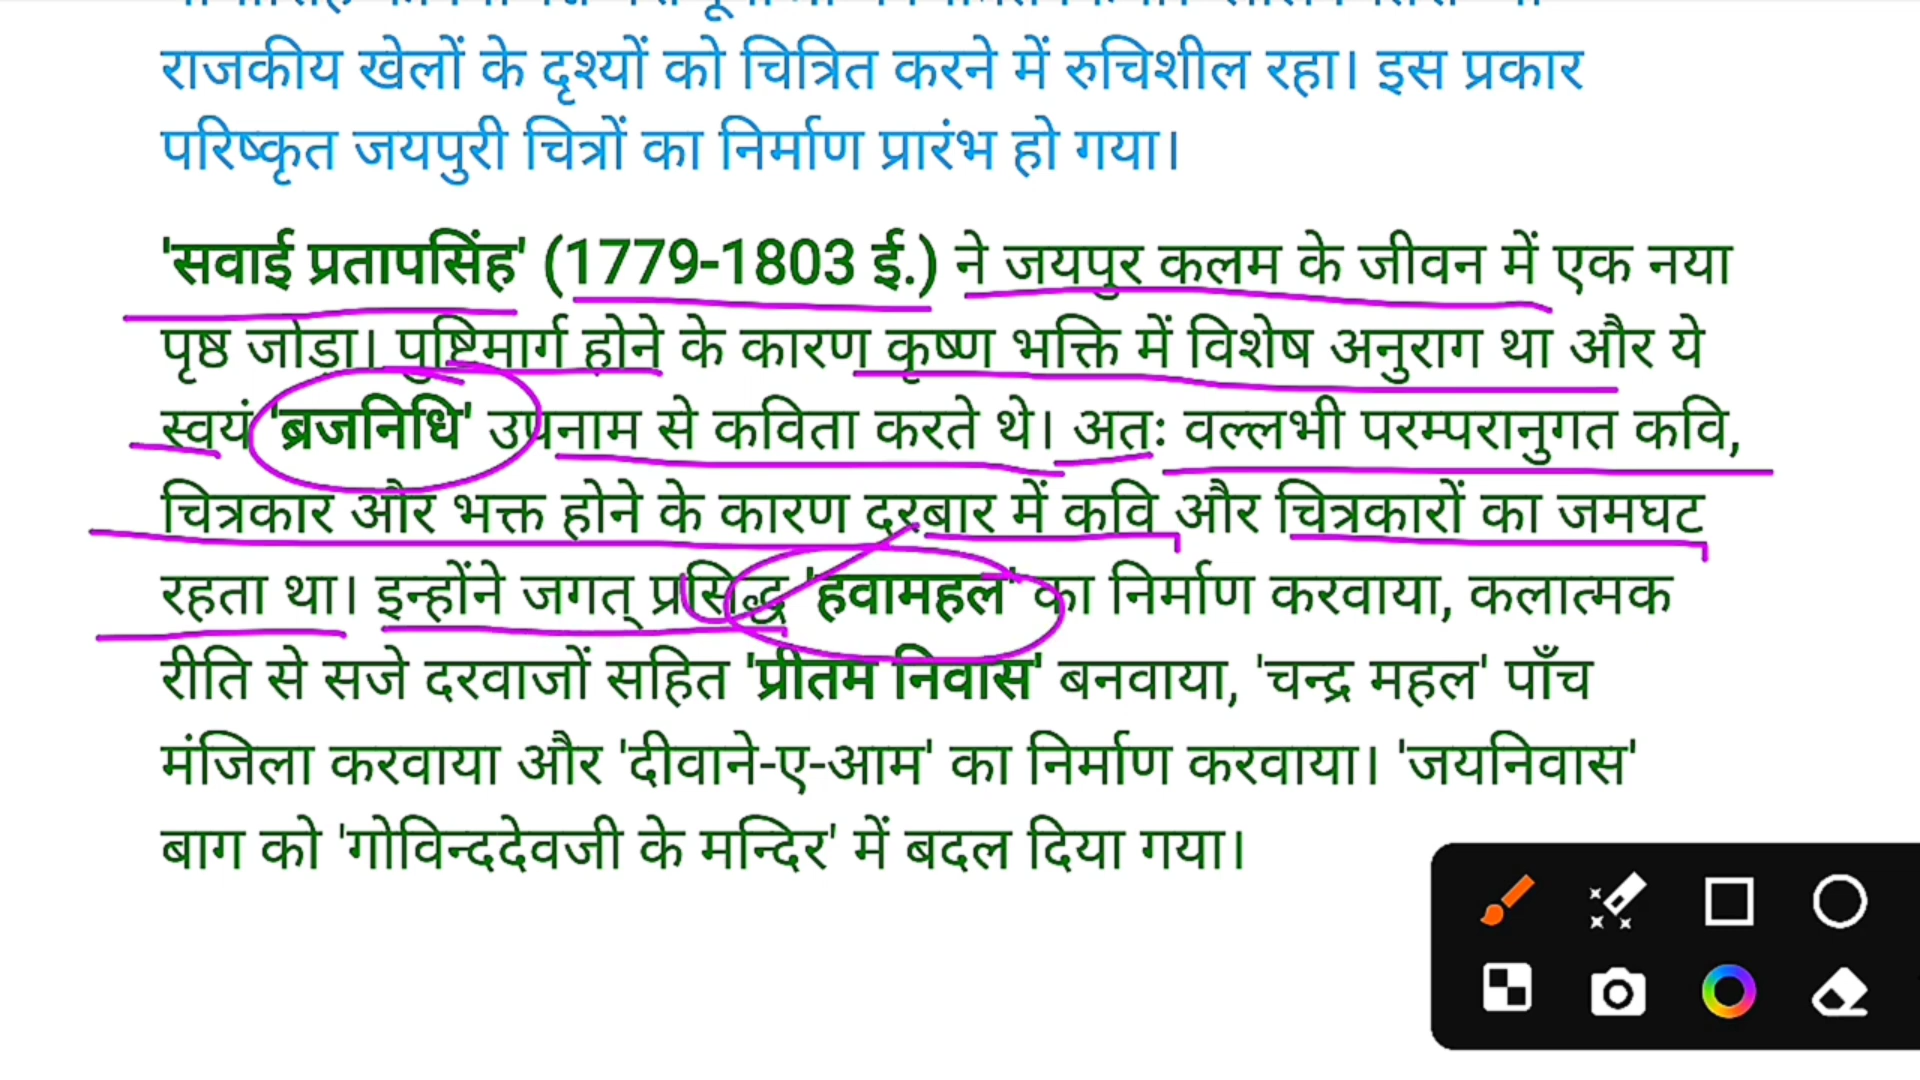 राजकीय खेलों के दृश्यों को चित्रित करने में रुचिशील रहा। इस प्रकार
परिष्कृत जयपुरी चित्रों का निर्माण प्रारंभ हो गया।
'सवाई प्रतापसिंह' (1779-1803 ई.) ने जयपुर कलम के जीवन में एक नया
पृष्ठ जोड़ा। पुष्टिमार्ग होने के कारण कृष्ण भक्ति में विशेष अनुराग था और ये
स्वयं 'ब्रजनिधि' उपनाम से कविता करते थे। अतः वल्लभी परम्परानुगत कवि,
चित्रकार और भक्त होने के कारण दरबार में कवि और चित्रकारों का जमघट
रहता था। इन्होंने जगत् प्रसिद्ध 'हवामहल' का निर्माण करवाया, कलात्मक
रीति से सजे दरवाजों सहित 'प्रीतम निवास' बनवाया, 'चन्द्र महल' पाँच
मंजिला करवाया और 'दीवाने-ए-आम' का निर्माण करवाया। 'जयनिवास'
बाग को 'गोविन्ददेवजी के मन्दिर' में बदल दिया गया।